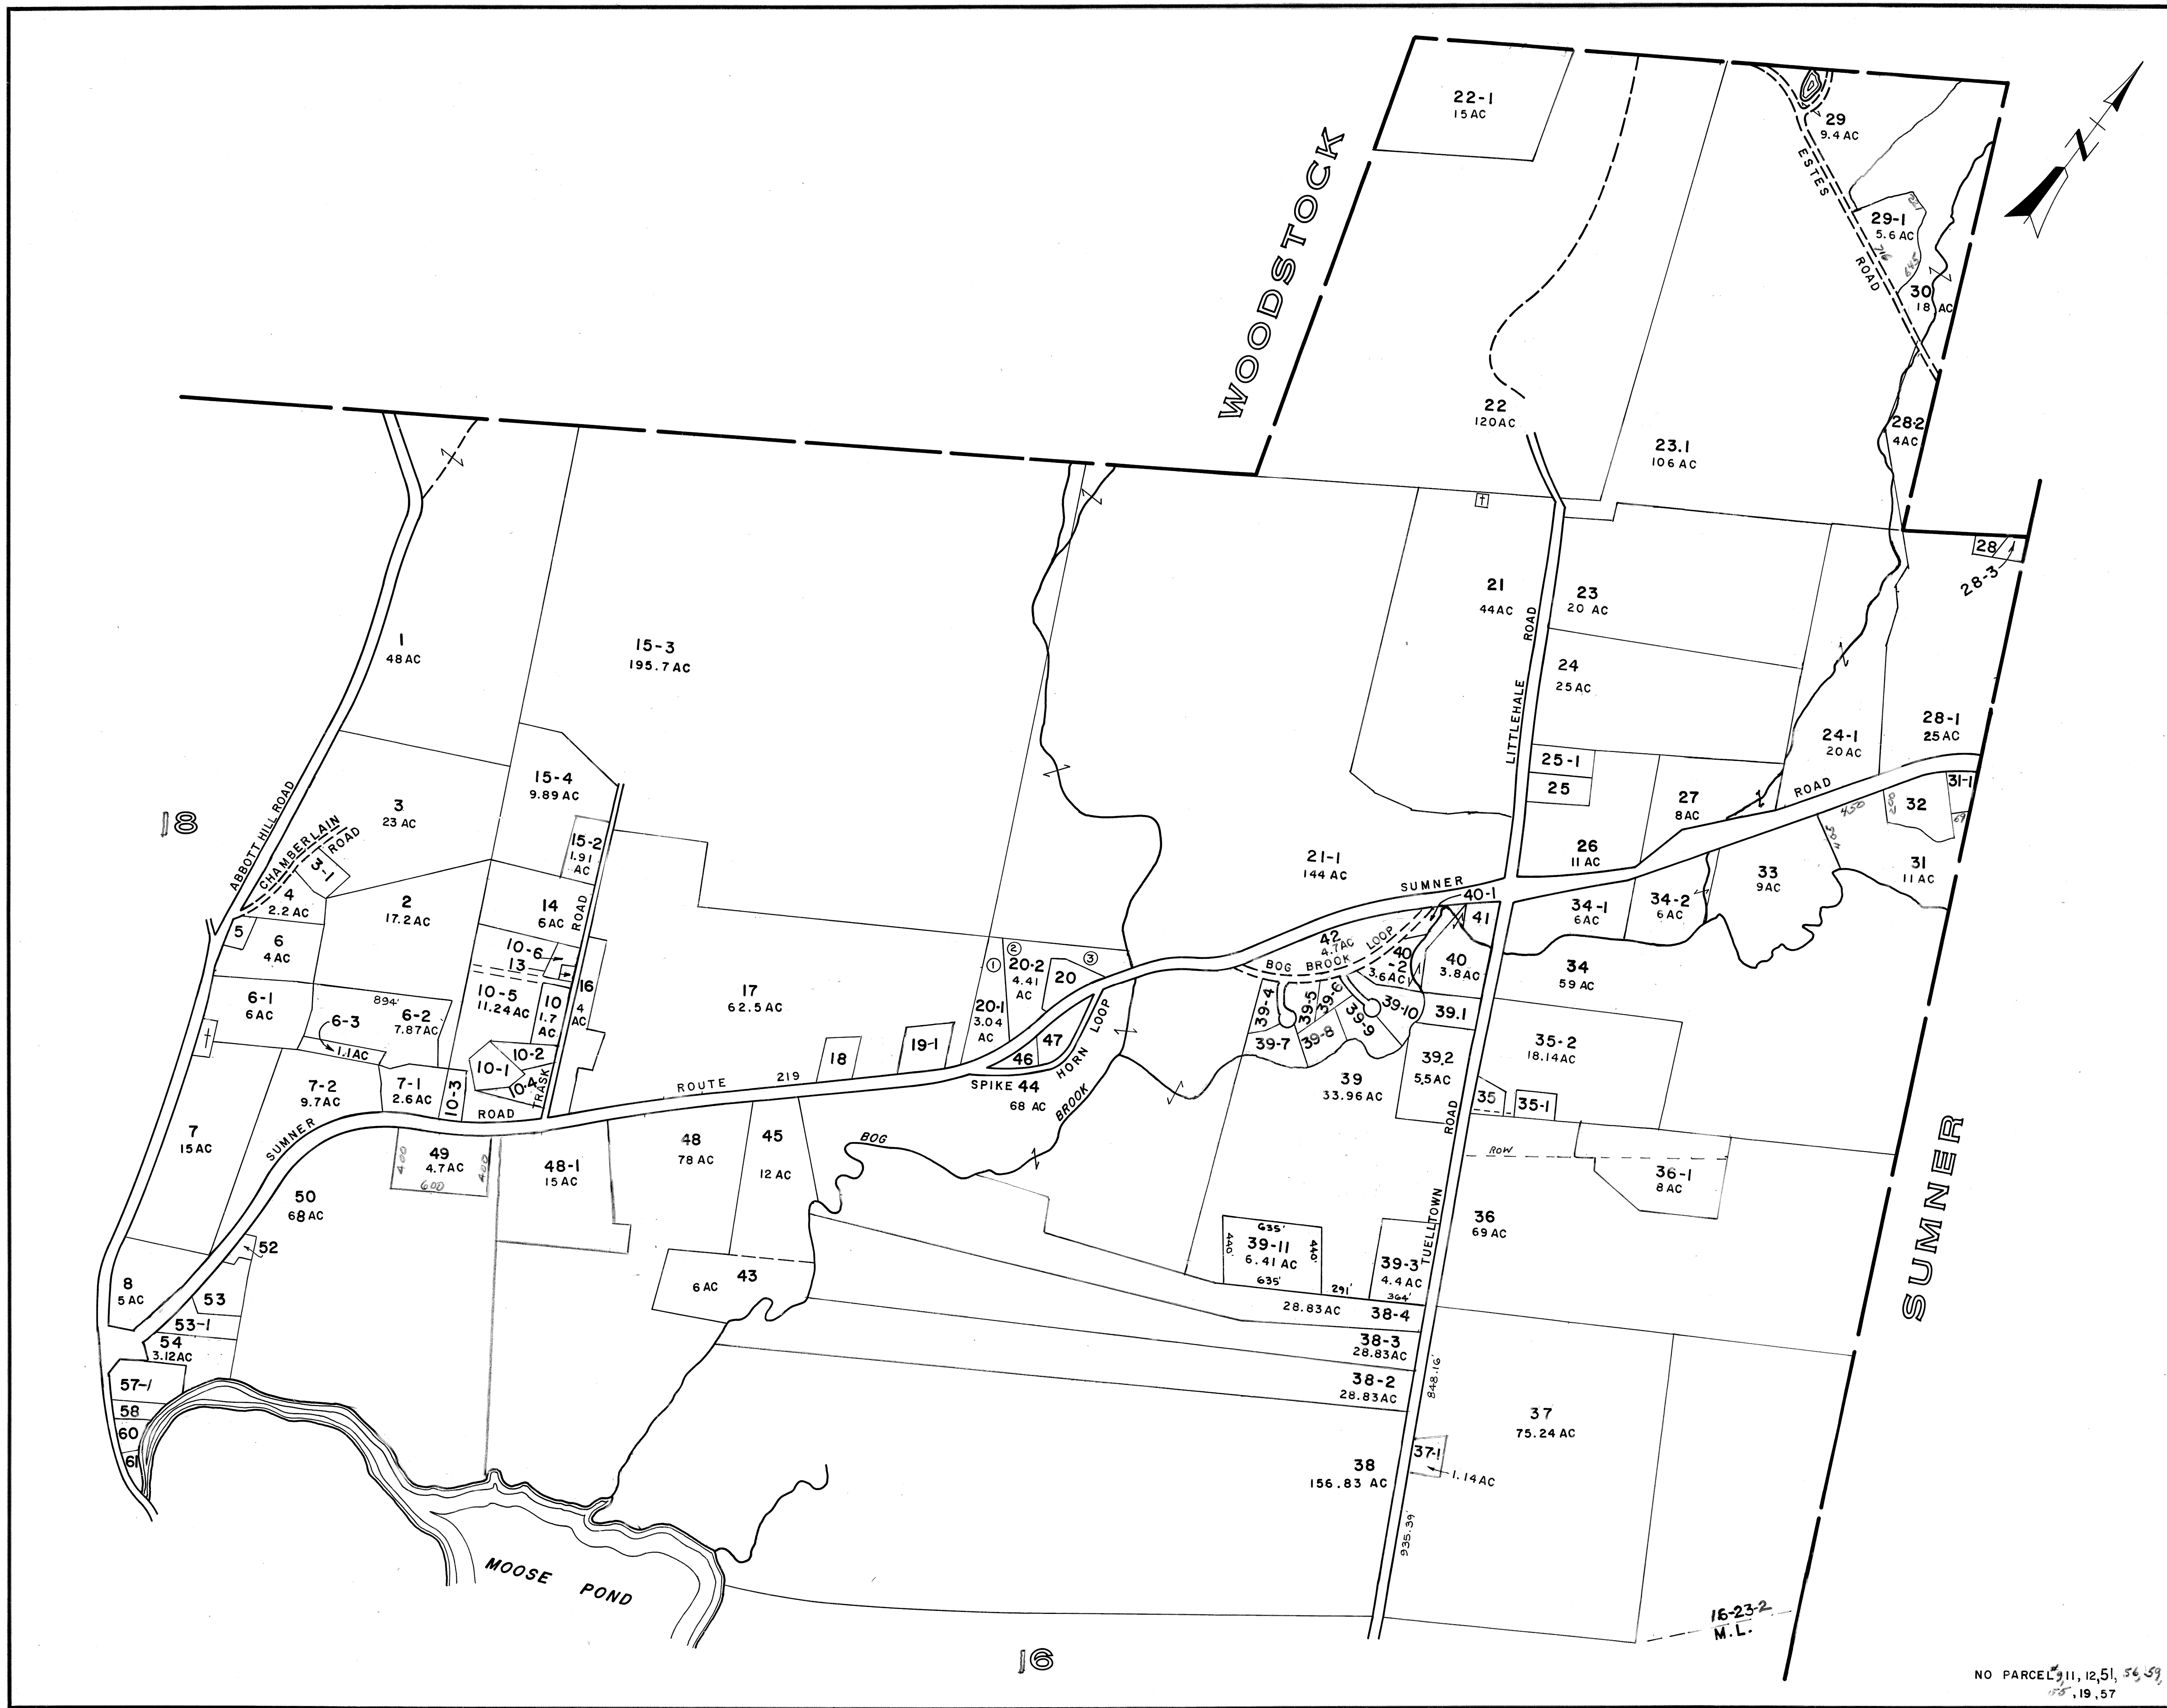 22-1
15 AC
WOODSTOCK
29
9.4 AC
ESTES
ROAD
29-1
5.6 AC
716
645
30
18 AC
N
22
120 AC
23.1
106 AC
28-2
4 AC
28
28-3
1
48 AC
15-3
195.7 AC
21
44 AC
LITTLEHALE ROAD
23
20 AC
24
25 AC
24-1
20 AC
28-1
25 AC
25-1
25
27
8 AC
26
11 AC
ROAD
450
200
31-1
32
67
31
11 AC
33
9 AC
18
ABBOTT HILL ROAD
CHAMBERLAIN
ROAD
3
23 AC
3-1
4
2.2 AC
5
6
4 AC
2
17.2 AC
15-4
9.89 AC
15-2
1.91
AC
14
6 AC
ROAD
10-6
13
16
4
AC
10-5
11.24 AC
10
1.7
AC
6-1
6 AC
894'
6-2
7.87 AC
6-3
1.1 AC
10-2
10-1
10-4
10-3
TRASK
17
62.5 AC
1
2
3
20-2
4.41
AC
20
20-1
3.04
AC
18
19-1
47
46
SPIKE HORN LOOP
44
68 AC
BOG
BROOK
21-1
144 AC
SUMNER
40-1
41
42
4.7 AC
BOG BROOK LOOP
40
-2
3.6 AC
40
3.8 AC
34-1
6 AC
34-2
6 AC
34
59 AC
39-4
39-5
39-6
39-7
39-8
39-9
39-10
39.1
39.2
5.5 AC
39
33.96 AC
35-2
18.14 AC
35
35-1
ROW
36-1
8 AC
36
69 AC
7-2
9.7 AC
7-1
2.6 AC
7
15 AC
SUMNER
ROAD
ROUTE 219
49
4.7 AC
400
400
600
48-1
15 AC
48
78 AC
45
12 AC
50
68 AC
52
8
5 AC
53
53-1
54
3.12 AC
57-1
58
60
61
43
6 AC
635'
39-11
6.41 AC
440'
440'
635'
291'
39-3
4.4 AC
364'
TUELLTOWN ROAD
28.83 AC
38-4
38-3
28.83 AC
38-2
28.83 AC
848.16'
37
75.24 AC
37-1
1.14 AC
38
156.83 AC
935.39'
SUMNER
MOOSE POND
16
16-23-2
M.L.
NO PARCEL # 9, 11, 12, 51, 56, 59,
55, 19, 57